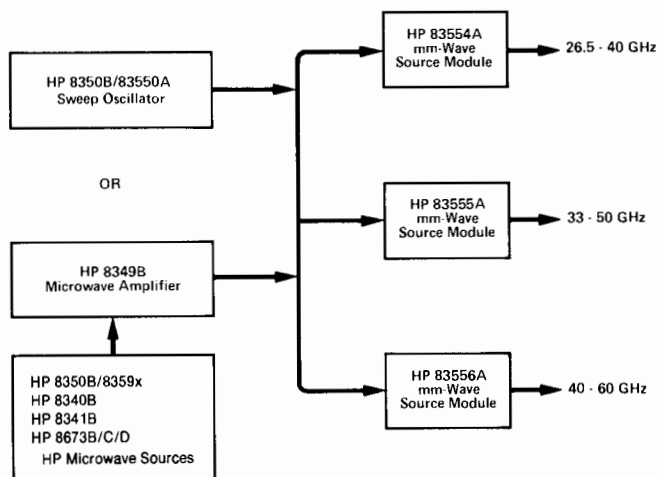 HP 8350B/83550A
Sweep Oscillator
OR
HP 8349B
Microwave Amplifier
HP 8350B/8359x
HP 8340B
HP 8341B
HP 8673B/C/D
HP Microwave Sources
HP 83554A
mm-Wave
Source Module
26.5 - 40 GHz
HP 83555A
mm-Wave
Source Module
33 - 50 GHz
HP 83556A
mm-Wave
Source Module
40 - 60 GHz